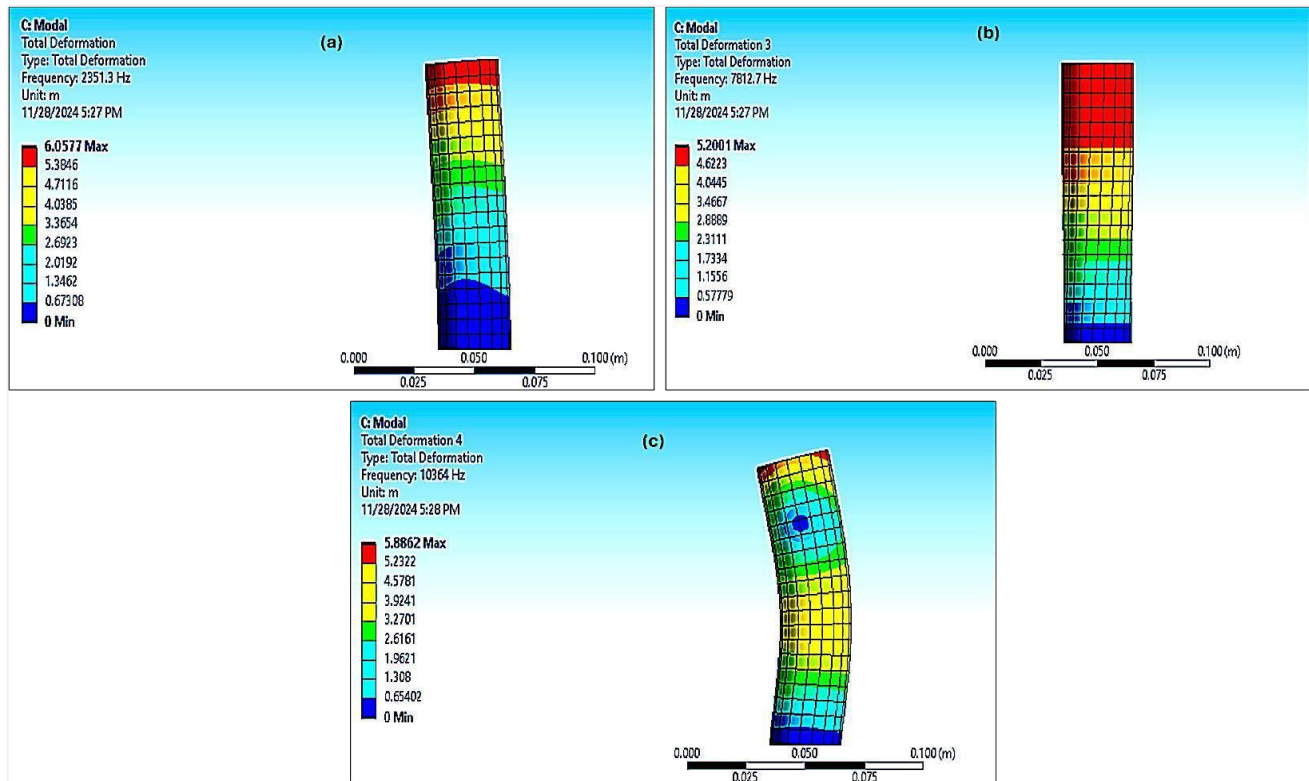 C: Modal
Total Deformation
Type: Total Deformation
Frequency: 2351.3 Hz
Unit: m
11/28/2024 5:27 PM
(a)
6.0577 Max
5.3846
4.7116
4.0385
3.3654
2.6923
2.0192
1.3462
0.67308
0 Min
0.000 0.050 0.100 (m)
0.025 0.075
C: Modal
Total Deformation 3
Type: Total Deformation
Frequency: 7812.7 Hz
Unit: m
11/28/2024 5:27 PM
(b)
5.2001 Max
4.6223
4.0445
3.4667
2.8889
2.3111
1.7334
1.1556
0.57779
0 Min
0.000 0.050 0.100 (m)
0.025 0.075
C: Modal
Total Deformation 4
Type: Total Deformation
Frequency: 10364 Hz
Unit: m
11/28/2024 5:28 PM
(c)
5.8862 Max
5.2322
4.5781
3.9241
3.2701
2.6161
1.9621
1.308
0.65402
0 Min
0.000 0.050 0.100 (m)
0.025 0.075